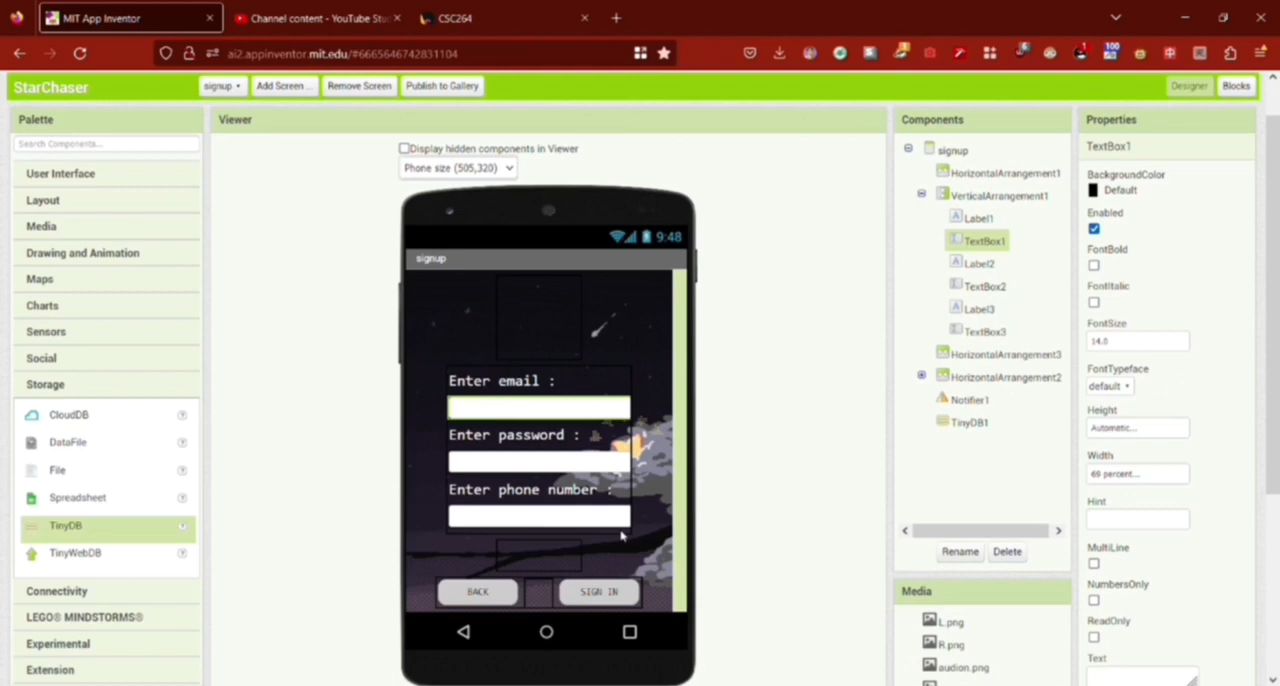 MIT App Inventor
Channel content - YouTube Stu
CSC264
ai2.appinventor.mit.edu/#6665646742831104
100
6
StarChaser
signup
Add Screen ...
Remove Screen
Publish to Gallery
Designer
Blocks
Palette
Search Components...
User Interface
Layout
Media
Drawing and Animation
Maps
Charts
Sensors
Social
Storage
CloudDB
DataFile
File
Spreadsheet
TinyDB
TinyWebDB
Connectivity
LEGO® MINDSTORMS®
Experimental
Extension
Viewer
Display hidden components in Viewer
Phone size (505,320)
9:48
signup
Enter email :
Enter password :
Enter phone number :
BACK
SIGN IN
Components
signup
HorizontalArrangement1
VerticalArrangement1
Label1
TextBox1
Label2
TextBox2
Label3
TextBox3
HorizontalArrangement3
HorizontalArrangement2
Notifier1
TinyDB1
Rename
Delete
Media
L.png
R.png
audion.png
Properties
TextBox1
BackgroundColor
Default
Enabled
FontBold
FontItalic
FontSize
14.0
FontTypeface
default
Height
Automatic...
Width
69 percent...
Hint
MultiLine
NumbersOnly
ReadOnly
Text